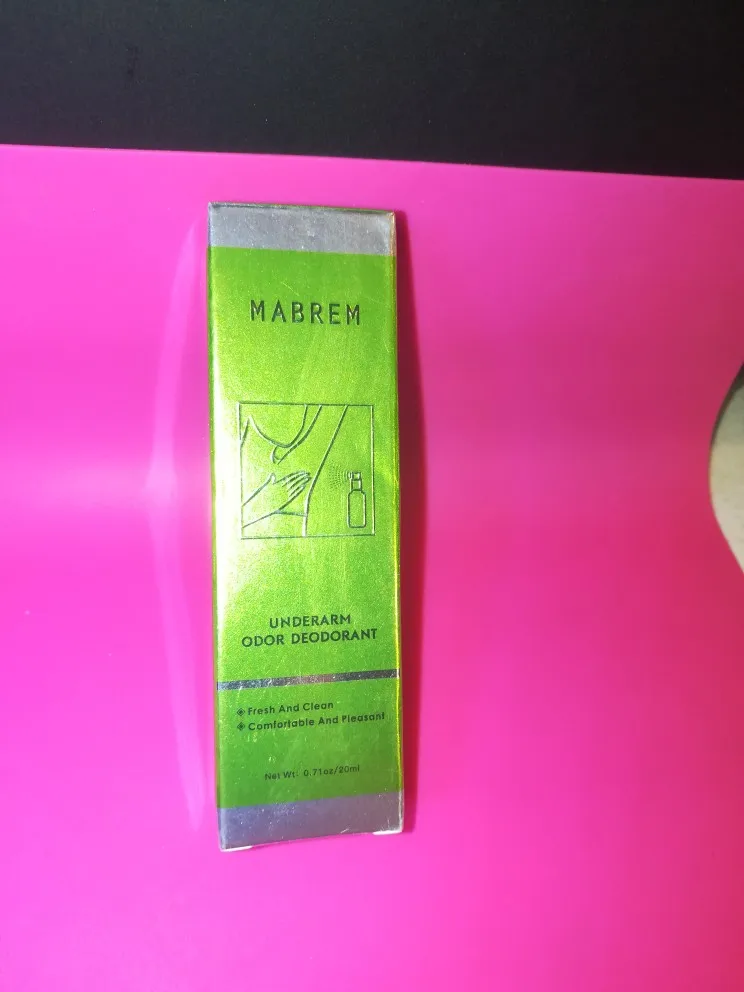 MABREM
UNDERARM
ODOR DEODORANT
◈ Fresh And Clean
◈ Comfortable And Pleasant
Net Wt: 0.71oz/20ml